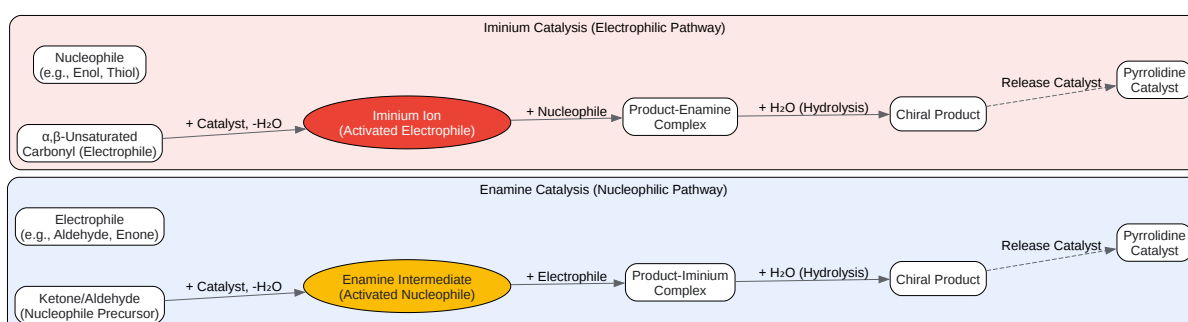 Iminium Catalysis (Electrophilic Pathway)
Nucleophile
(e.g., Enol, Thiol)
α,β-Unsaturated
Carbonyl (Electrophile)
+ Catalyst, -H₂O
Iminium Ion
(Activated Electrophile)
+ Nucleophile
Product-Enamine
Complex
+ H₂O (Hydrolysis)
Chiral Product
Release Catalyst
Pyrrolidine
Catalyst
Enamine Catalysis (Nucleophilic Pathway)
Electrophile
(e.g., Aldehyde, Enone)
Ketone/Aldehyde
(Nucleophile Precursor)
+ Catalyst, -H₂O
Enamine Intermediate
(Activated Nucleophile)
+ Electrophile
Product-Iminium
Complex
+ H₂O (Hydrolysis)
Chiral Product
Release Catalyst
Pyrrolidine
Catalyst